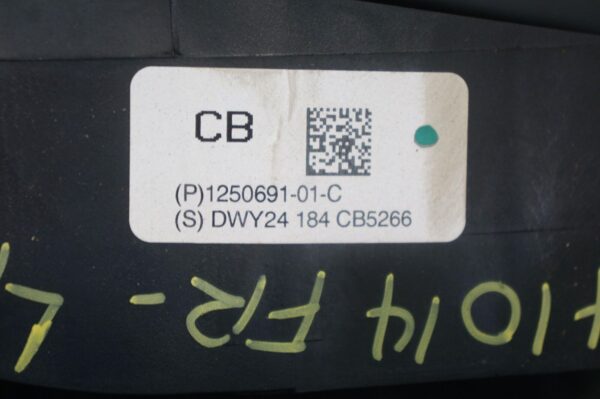 CB
(P)1250691-01-C
(S) DWY24 184 CB5266
1014 FR -